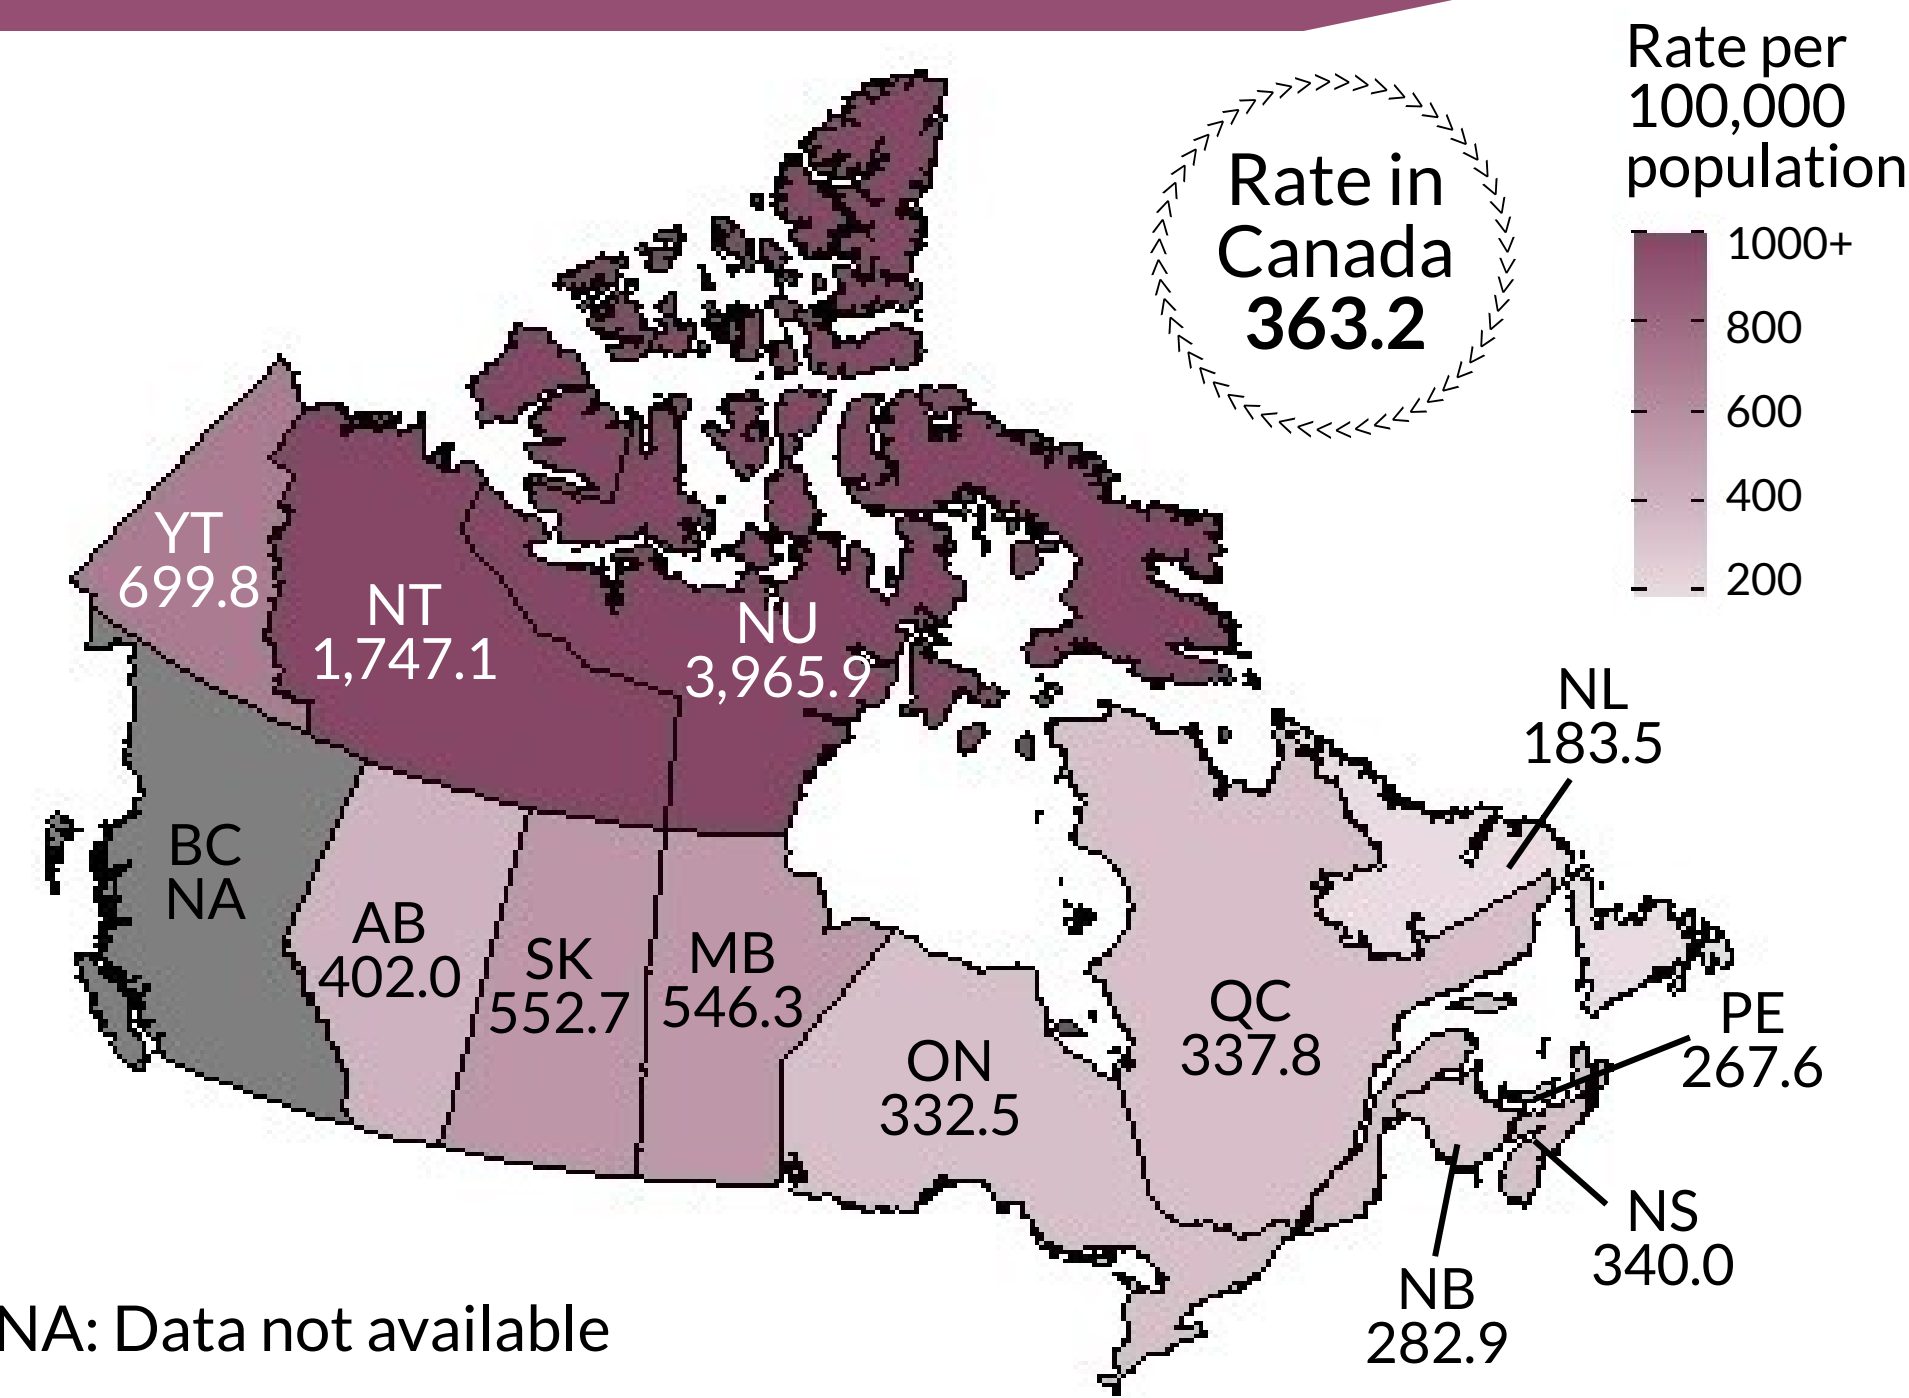 Rate per
100,000
population
1000+
800
600
400
200
Rate in
Canada
363.2
YT
699.8
NT
1,747.1
NU
3,965.9
NL
183.5
BC
NA
AB
402.0
SK
552.7
MB
546.3
ON
332.5
QC
337.8
PE
267.6
NS
340.0
NB
282.9
NA: Data not available